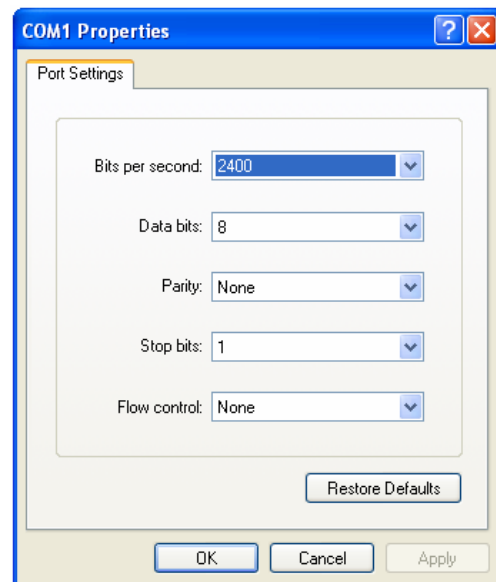 COM1 Properties
Port Settings
Bits per second: 2400
Data bits: 8
Parity: None
Stop bits: 1
Flow control: None
Restore Defaults
OK Cancel Apply